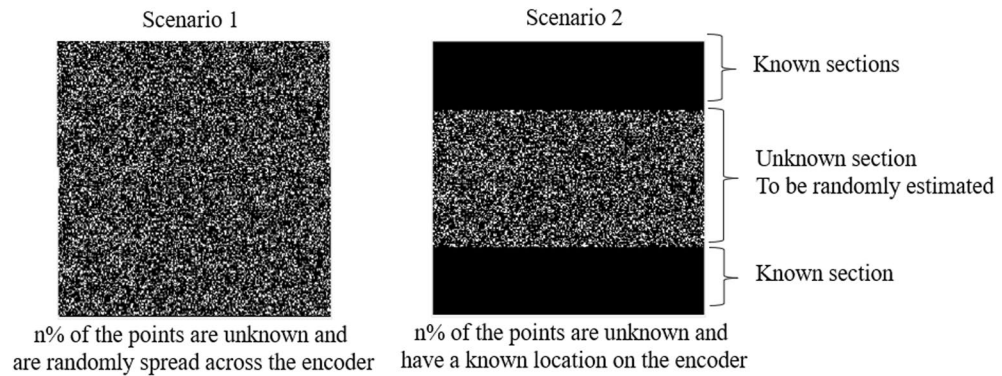 Scenario 1
n% of the points are unknown and
are randomly spread across the encoder
Scenario 2
Known sections
Unknown section
To be randomly estimated
Known section
n% of the points are unknown and
have a known location on the encoder